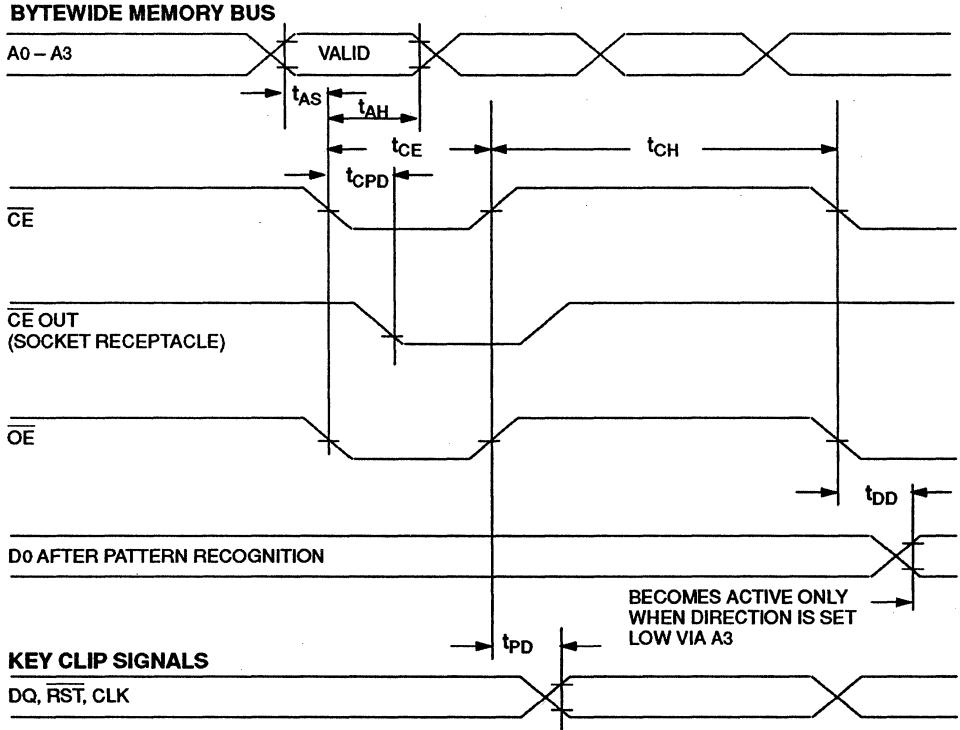 BYTEWIDE MEMORY BUS
A0 – A3
VALID
tAS
tAH
tCE
tCH
tCPD
CE
CE OUT
(SOCKET RECEPTACLE)
OE
tDD
D0 AFTER PATTERN RECOGNITION
BECOMES ACTIVE ONLY
WHEN DIRECTION IS SET
LOW VIA A3
tPD
KEY CLIP SIGNALS
DQ, RST, CLK